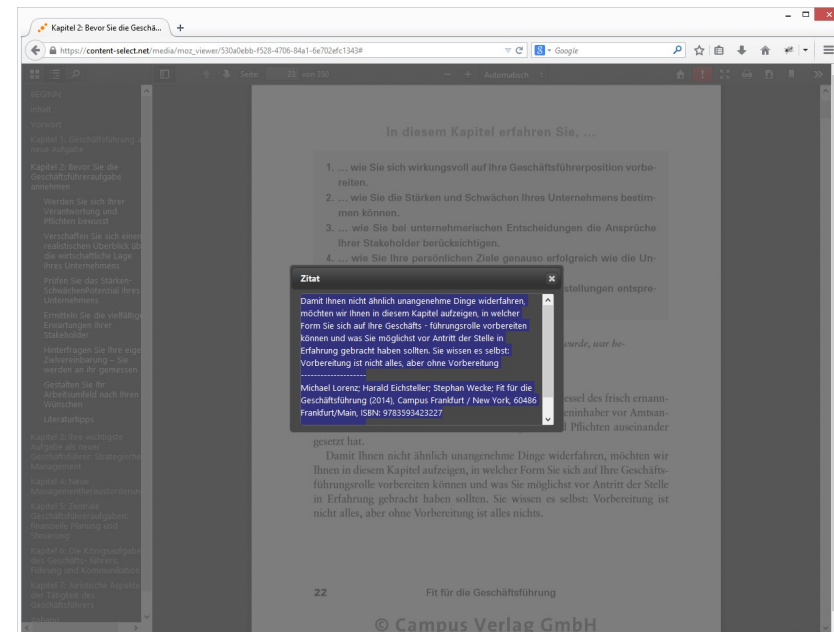 Kapitel 2: Bevor Sie die Geschä...
https://content-select.net/media/moz_viewer/530a0ebb-f528-4706-84a1-6e702efc1343#
Google
Seite: 22 von 350
Automatisch
BEGINN
Inhalt
Vorwort
Kapitel 1: Geschäftsführung a
neue Aufgabe
Kapitel 2: Bevor Sie die
Geschäftsführeraufgabe
annehmen
Werden Sie sich Ihrer
Verantwortung und
Pflichten bewusst
Verschaffen Sie sich einen
realistischen Überblick üb
die wirtschaftliche Lage
Ihres Unternehmens
Prüfen Sie das Stärken-
SchwächenPotenzial Ihres
Unternehmens
Ermitteln Sie die vielfältig
Erwartungen Ihrer
Stakeholder
Hinterfragen Sie Ihre eige
Zielvereinbarung – Sie
werden an ihr gemessen
Gestalten Sie Ihr
Arbeitsumfeld nach Ihren
Wünschen
Literaturtipps
Kapitel 3: Ihre wichtigste
Aufgabe als neuer
Geschäftsführer: Strategische
Management
Kapitel 4: Neue
Managementherausforderun
Kapitel 5: Zentrale
Geschäftsführeraufgaben:
finanzielle Planung und
Steuerung
Kapitel 6: Die Königsaufgabe
des Geschäfts- führers:
Führung und Kommunikation
Kapitel 7: Juristische Aspekte
der Tätigkeit des
Geschäftsführers
Anhang
In diesem Kapitel erfahren Sie, ...
1. ... wie Sie sich wirkungsvoll auf Ihre Geschäftsführerposition vorbe-
reiten.
2. ... wie Sie die Stärken und Schwächen Ihres Unternehmens bestim-
men können.
3. ... wie Sie bei unternehmerischen Entscheidungen die Ansprüche
Ihrer Stakeholder berücksichtigen.
4. ... wie Sie Ihre persönlichen Ziele genauso erfolgreich wie die Un-
stellungen entspre-
wurde, war be-
Zitat
Damit Ihnen nicht ähnlich unangenehme Dinge widerfahren,
möchten wir Ihnen in diesem Kapitel aufzeigen, in welcher
Form Sie sich auf Ihre Geschäfts - führungsrolle vorbereiten
können und was Sie möglichst vor Antritt der Stelle in
Erfahrung gebracht haben sollten. Sie wissen es selbst:
Vorbereitung ist nicht alles, aber ohne Vorbereitung
--------------------
Michael Lorenz; Harald Eichsteller; Stephan Wecke; Fit für die
Geschäftsführung (2014), Campus Frankfurt / New York, 60486
Frankfurt/Main, ISBN: 9783593423227
essel des frisch ernann-
eninhaber vor Amtsan-
d Pflichten auseinander
gesetzt hat.
Damit Ihnen nicht ähnlich unangenehme Dinge widerfahren, möchten wir
Ihnen in diesem Kapitel aufzeigen, in welcher Form Sie sich auf Ihre Geschäfts-
führungsrolle vorbereiten können und was Sie möglichst vor Antritt der Stelle
in Erfahrung gebracht haben sollten. Sie wissen es selbst: Vorbereitung ist
nicht alles, aber ohne Vorbereitung ist alles nichts.
22 Fit für die Geschäftsführung
© Campus Verlag GmbH